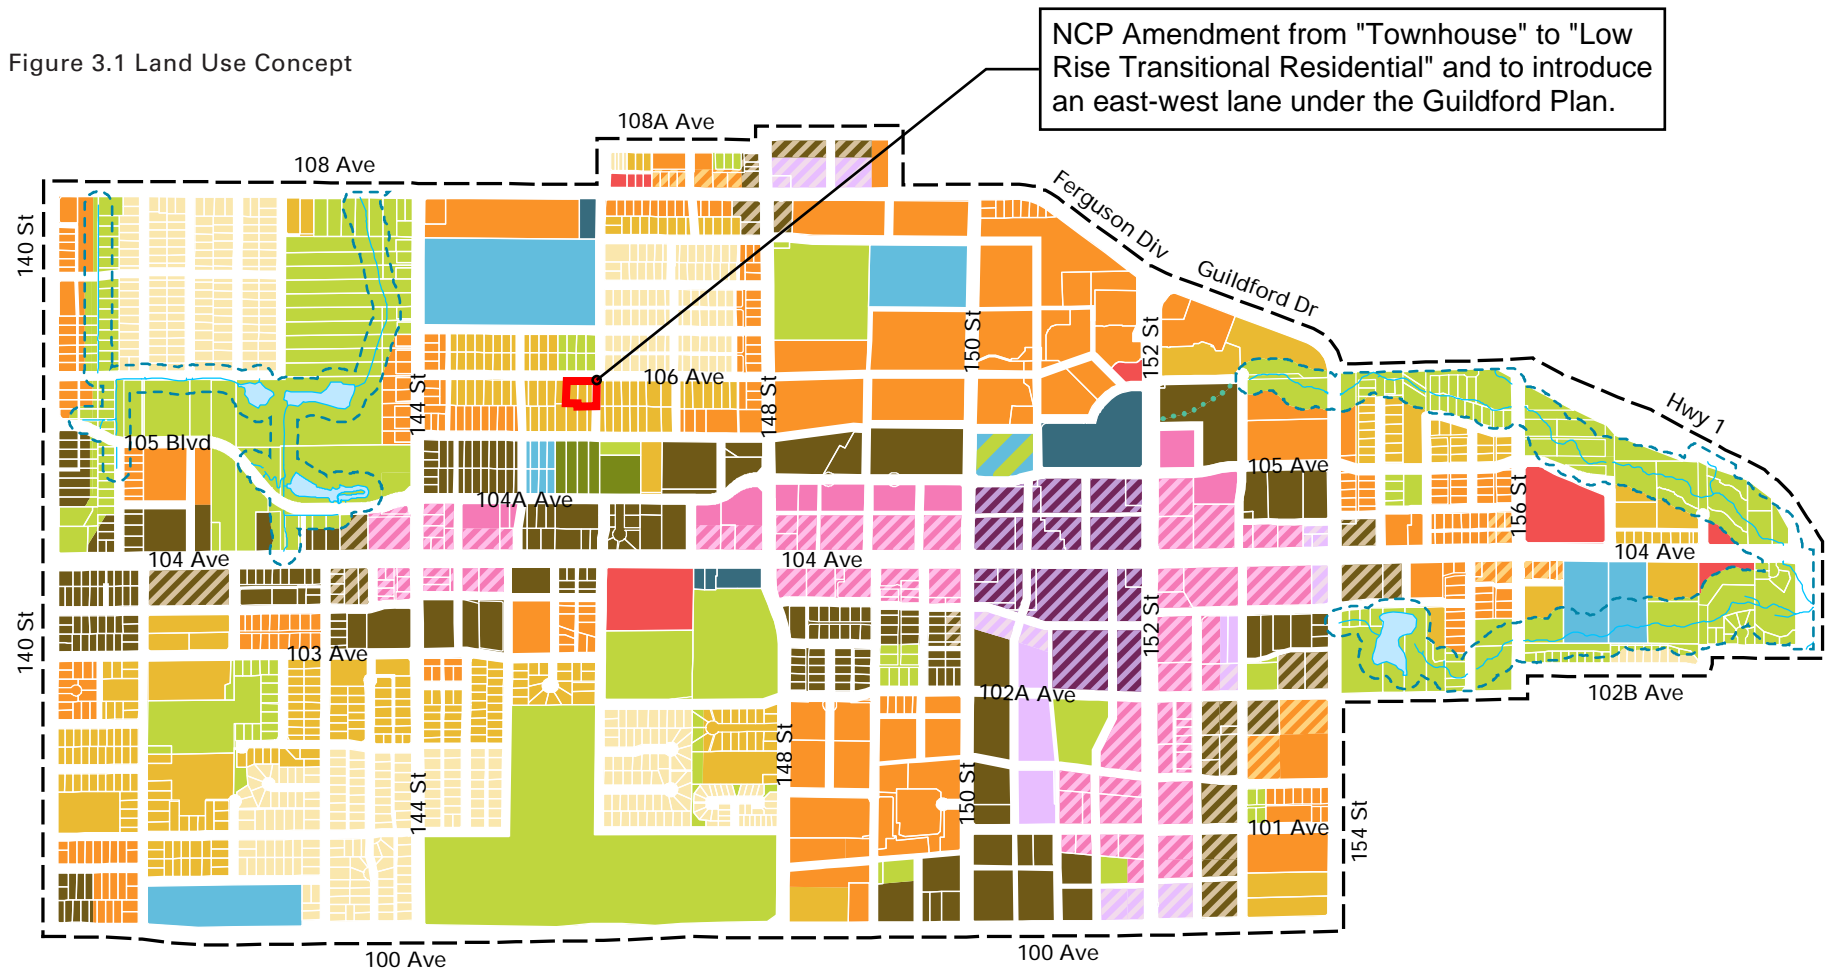 NCP Amendment from "Townhouse" to "Low
Rise Transitional Residential" and to introduce
an east-west lane under the Guildford Plan.
Figure 3.1 Land Use Concept
108A Ave
108 Ave
Ferguson Div
Guildford Dr
140 St
150 St
152 St
144 St
106 Ave
148 St
Hwy 1
105 Blvd
105 Ave
104A Ave
156 St
104 Ave
104 Ave
104 Ave
140 St
152 St
103 Ave
102A Ave
102B Ave
148 St
150 St
144 St
101 Ave
154 St
100 Ave
100 Ave